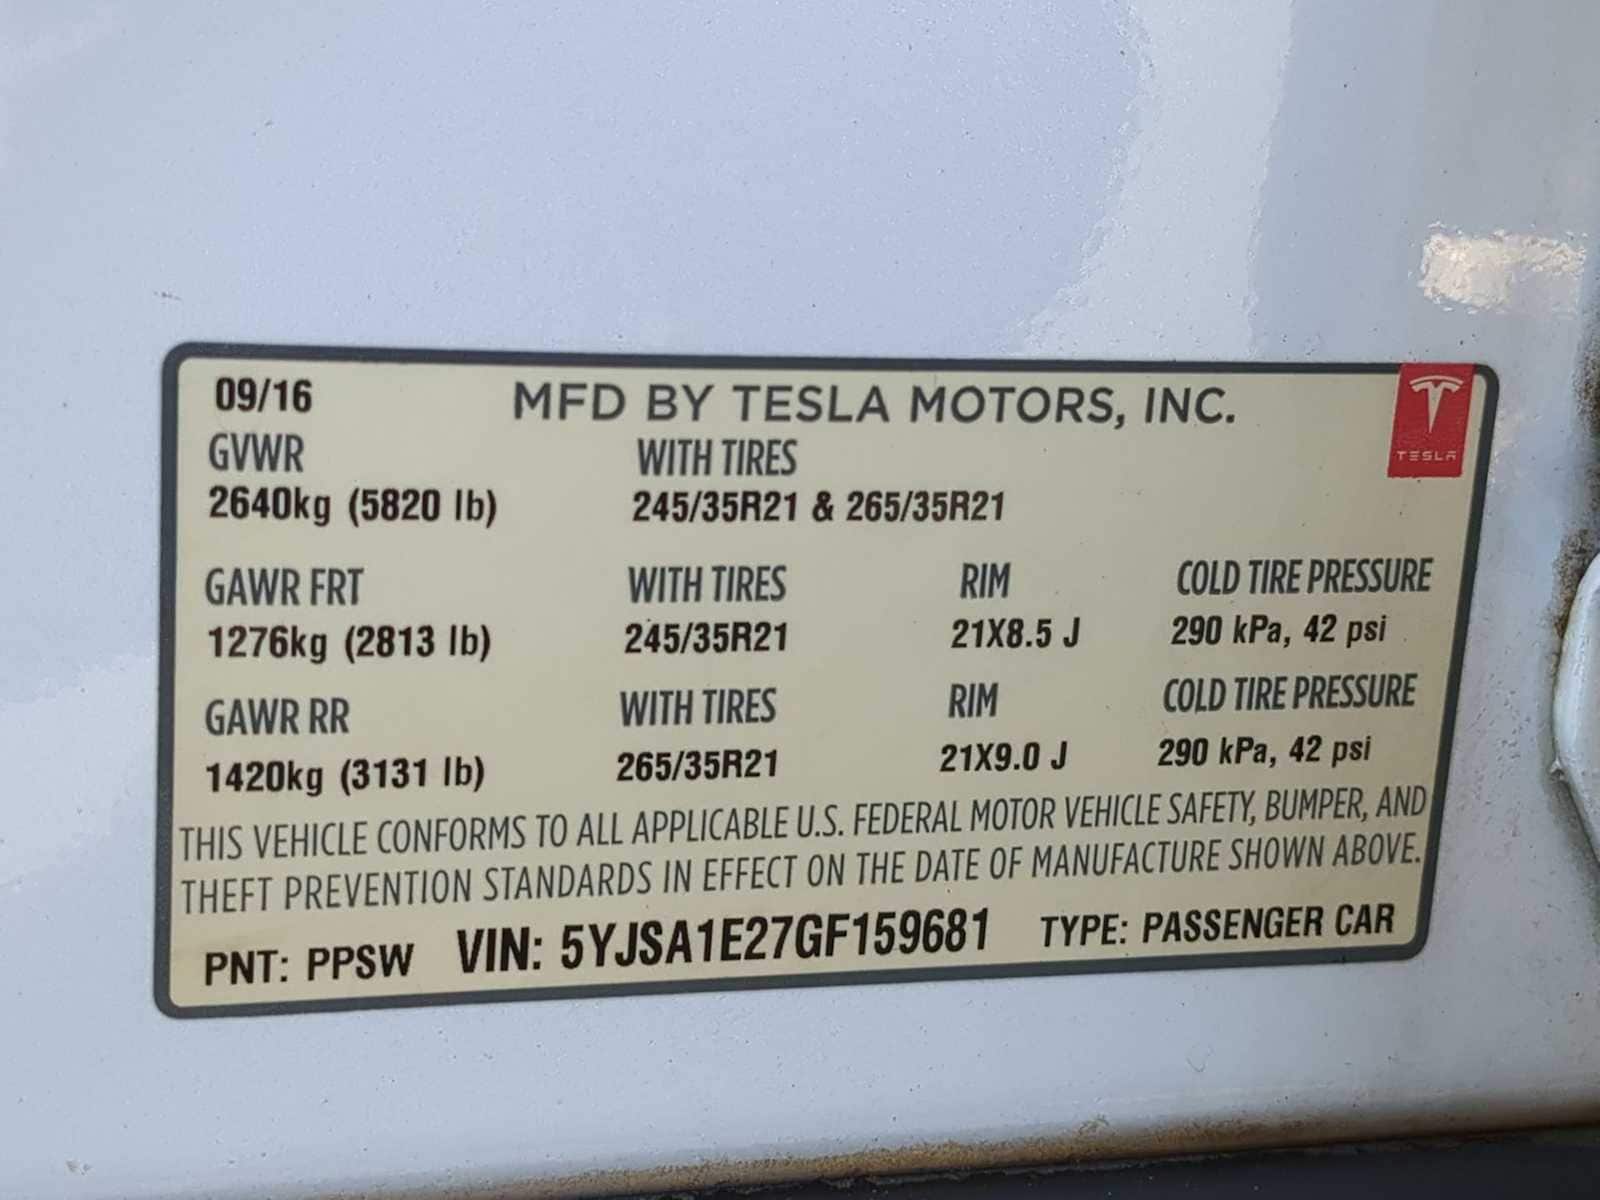 09/16 MFD BY TESLA MOTORS, INC.
TESLA
GVWR WITH TIRES
2640kg (5820 lb) 245/35R21 & 265/35R21
GAWR FRT WITH TIRES RIM COLD TIRE PRESSURE
1276kg (2813 lb) 245/35R21 21X8.5 J 290 kPa, 42 psi
GAWR RR WITH TIRES RIM COLD TIRE PRESSURE
1420kg (3131 lb) 265/35R21 21X9.0 J 290 kPa, 42 psi
THIS VEHICLE CONFORMS TO ALL APPLICABLE U.S. FEDERAL MOTOR VEHICLE SAFETY, BUMPER, AND
THEFT PREVENTION STANDARDS IN EFFECT ON THE DATE OF MANUFACTURE SHOWN ABOVE.
PNT: PPSW VIN: 5YJSA1E27GF159681 TYPE: PASSENGER CAR